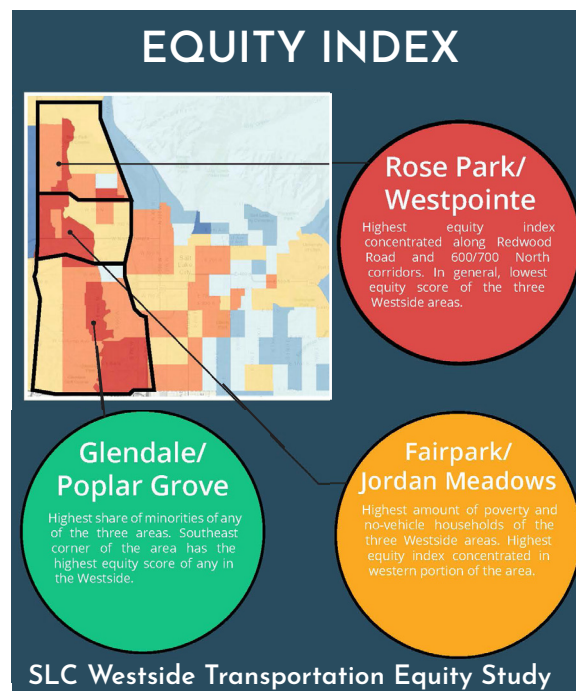 EQUITY INDEX
Rose Park/
Westpointe
Highest equity index
concentrated along Redwood
Road and 600/700 North
corridors. In general, lowest
equity score of the three
Westside areas.
Glendale/
Poplar Grove
Highest share of minorities of any
of the three areas. Southeast
corner of the area has the
highest equity score of any in
the Westside.
Fairpark/
Jordan Meadows
Highest amount of poverty and
no-vehicle households of the
three Westside areas. Highest
equity index concentrated in
western portion of the area.
SLC Westside Transportation Equity Study